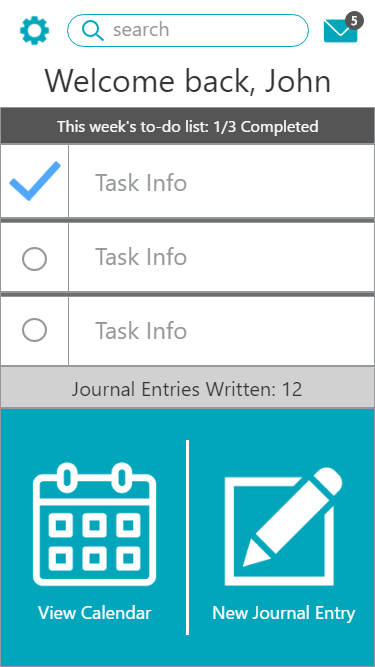 search
5
Welcome back, John
This week's to-do list: 1/3 Completed
Task Info
Task Info
Task Info
Journal Entries Written: 12
View Calendar
New Journal Entry